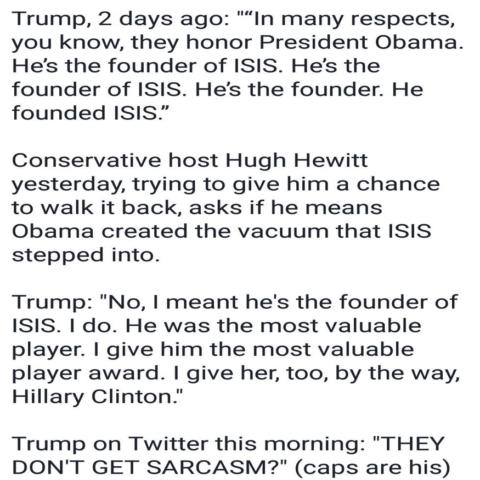 Trump, 2 days ago: "“In many respects,
you know, they honor President Obama.
He’s the founder of ISIS. He’s the
founder of ISIS. He’s the founder. He
founded ISIS.”
Conservative host Hugh Hewitt
yesterday, trying to give him a chance
to walk it back, asks if he means
Obama created the vacuum that ISIS
stepped into.
Trump: "No, I meant he's the founder of
ISIS. I do. He was the most valuable
player. I give him the most valuable
player award. I give her, too, by the way,
Hillary Clinton."
Trump on Twitter this morning: "THEY
DON'T GET SARCASM?" (caps are his)